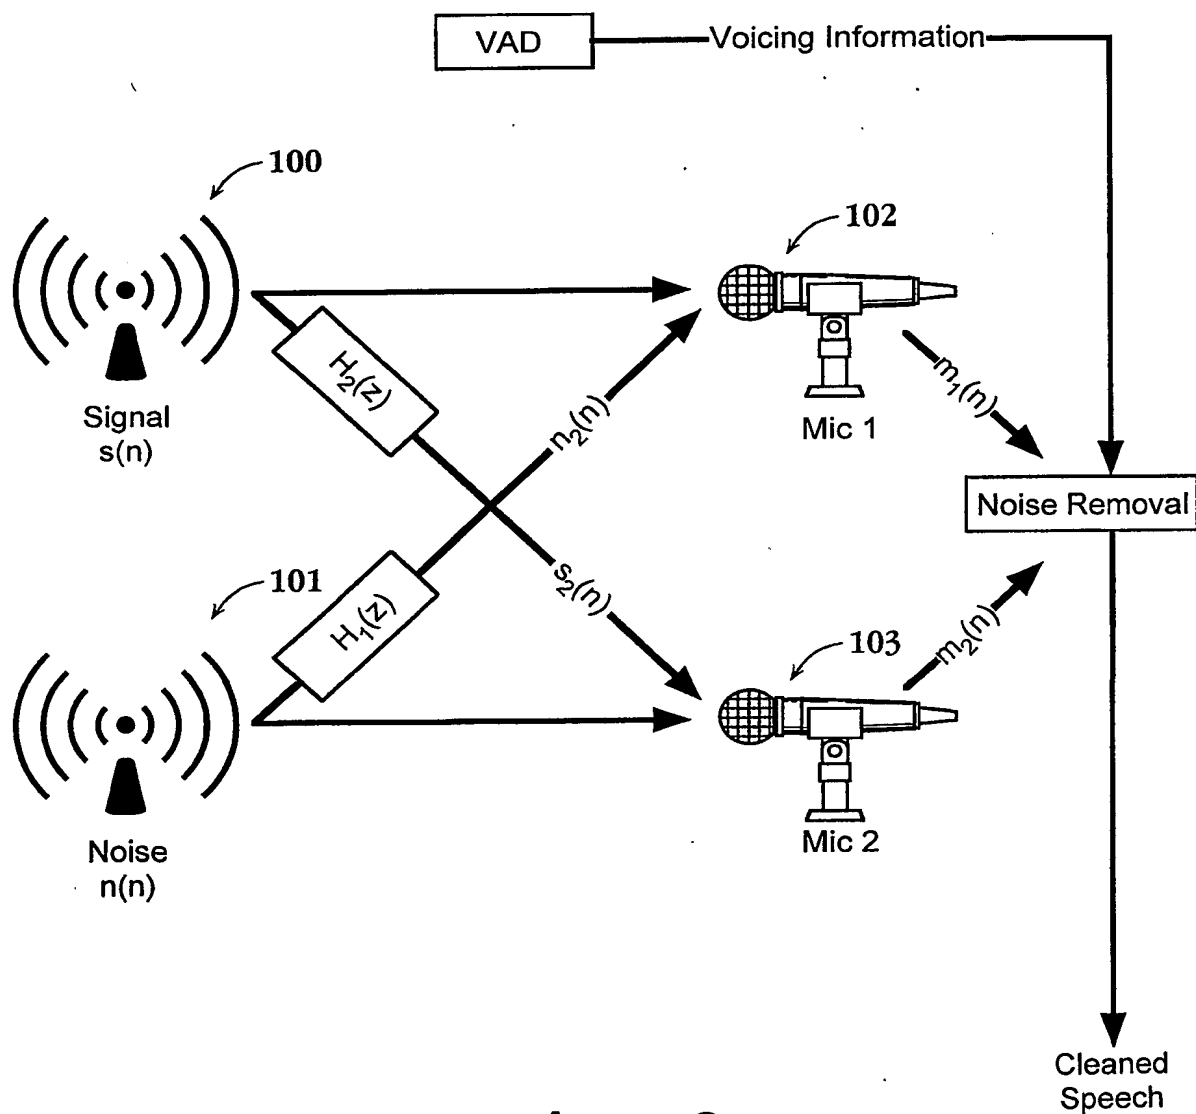 VAD
Voicing Information
100
102
Signal
s(n)
H₂(z)
n₂(n)
Mic 1
m₁(n)
Noise Removal
101
H₁(z)
s₂(n)
103
m₂(n)
Noise
n(n)
Mic 2
Cleaned
Speech